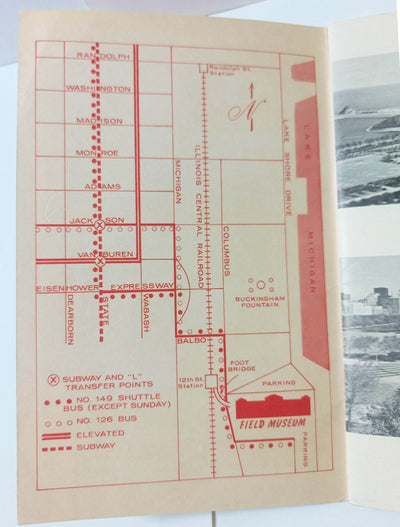 RANDOLPH
Randolph St.
Station
WASHINGTON
N
MADISON
LAKE
MONROE
MICHIGAN
ILLINOIS CENTRAL RAILROAD
LAKE SHORE DRIVE
ADAMS
JACKSON
COLUMBUS
MICHIGAN
VAN BUREN
EISENHOWER EXPRESSWAY
DEARBORN
STATE
WABASH
BUCKINGHAM
FOUNTAIN
BALBO
FOOT
BRIDGE
12th St.
Station
PARKING
FIELD MUSEUM
PARKING
SUBWAY AND "L"
TRANSFER POINTS
NO. 149 SHUTTLE
BUS (EXCEPT SUNDAY)
NO. 126 BUS
ELEVATED
SUBWAY